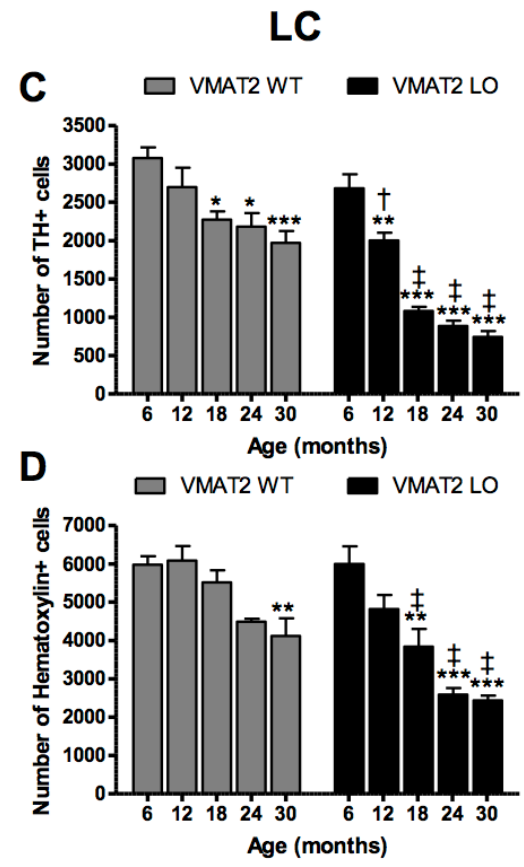 LC
C
VMAT2 WT VMAT2 LO
Number of TH+ cells
3500
3000
2500
2000
1500
1000
500
0
* * *** † ** ‡ *** ‡ *** ‡ ***
6 12 18 24 30 6 12 18 24 30
Age (months)
D
VMAT2 WT VMAT2 LO
Number of Hematoxylin+ cells
7000
6000
5000
4000
3000
2000
1000
0
** ‡ ** ‡ *** ‡ ***
6 12 18 24 30 6 12 18 24 30
Age (months)